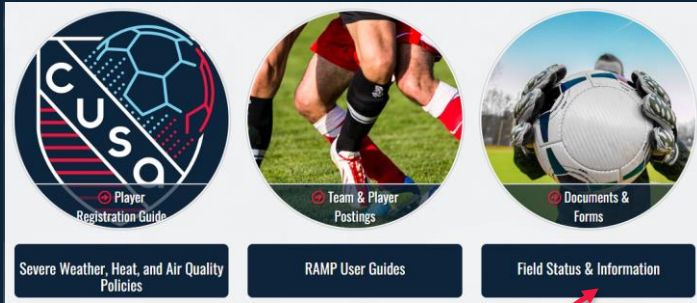 CUSA
Player
Registration Guide
Team & Player
Postings
Documents &
Forms
Severe Weather, Heat, and Air Quality
Policies
RAMP User Guides
Field Status & Information